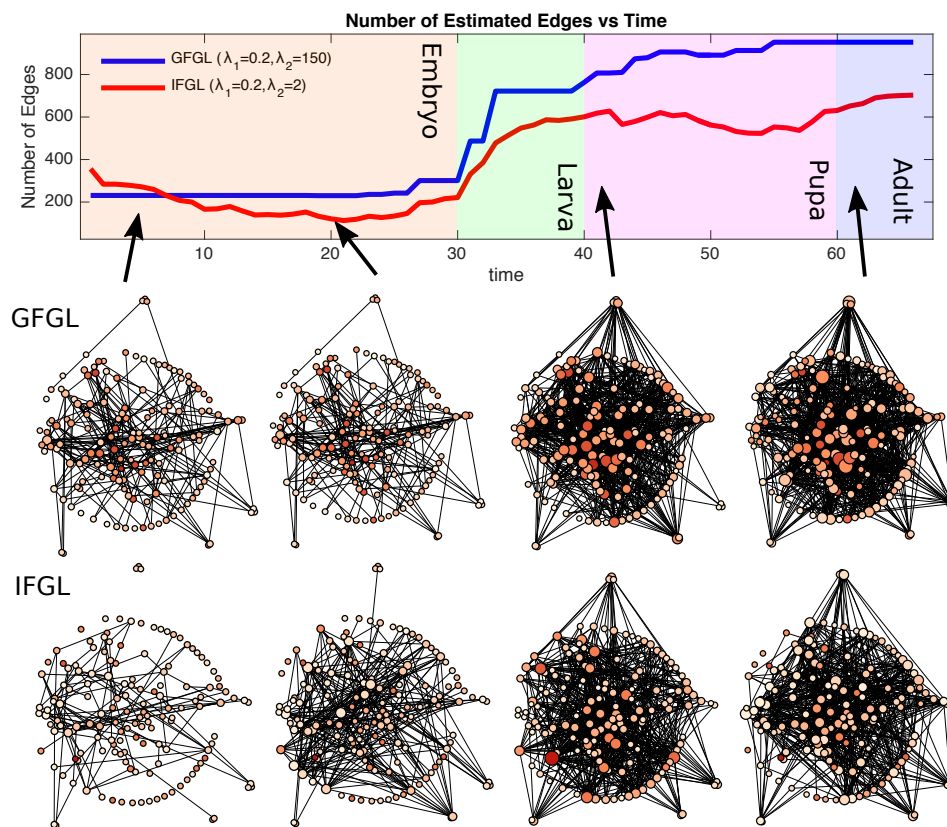 Number of Estimated Edges vs Time
GFGL (λ₁=0.2,λ₂=150)
IFGL (λ₁=0.2,λ₂=2)
Number of Edges
800
600
400
200
Embryo
Larva
Pupa
Adult
10
20
30
40
50
60
time
GFGL
IFGL